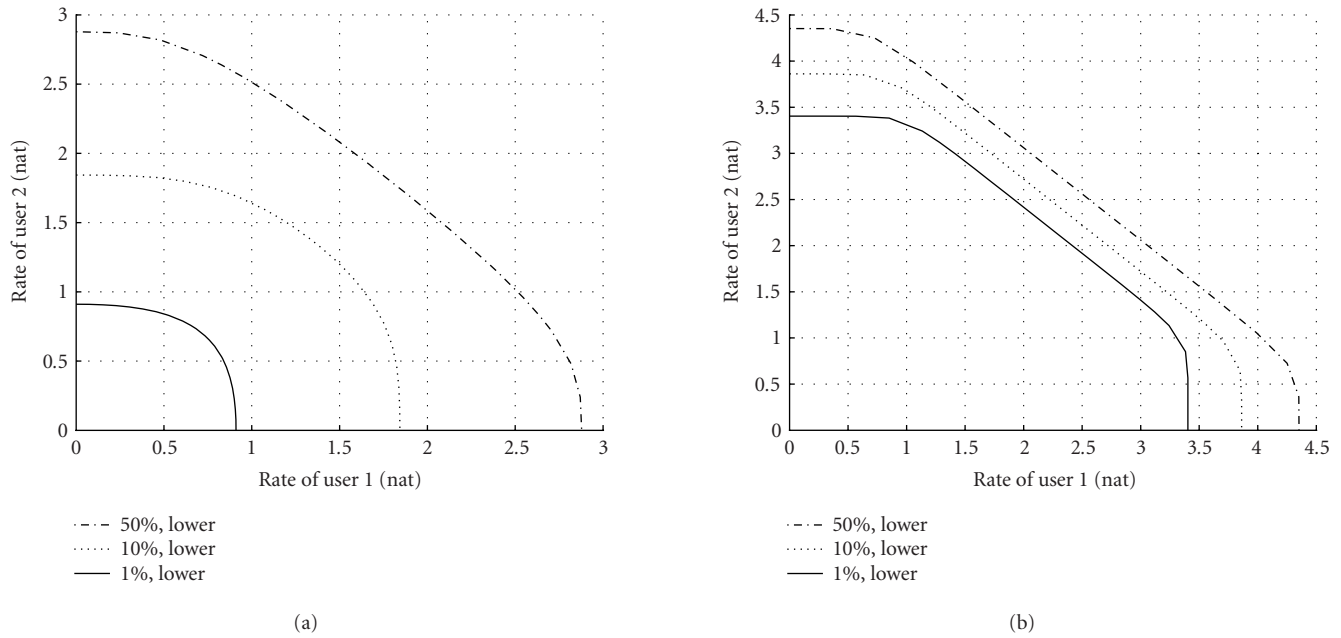 3
2.5
2
1.5
1
0.5
0
Rate of user 2 (nat)
0 0.5 1 1.5 2 2.5 3
Rate of user 1 (nat)
50%, lower
10%, lower
1%, lower
(a)
4.5
4
3.5
3
2.5
2
1.5
1
0.5
0
Rate of user 2 (nat)
0 0.5 1 1.5 2 2.5 3 3.5 4 4.5
Rate of user 1 (nat)
50%, lower
10%, lower
1%, lower
(b)